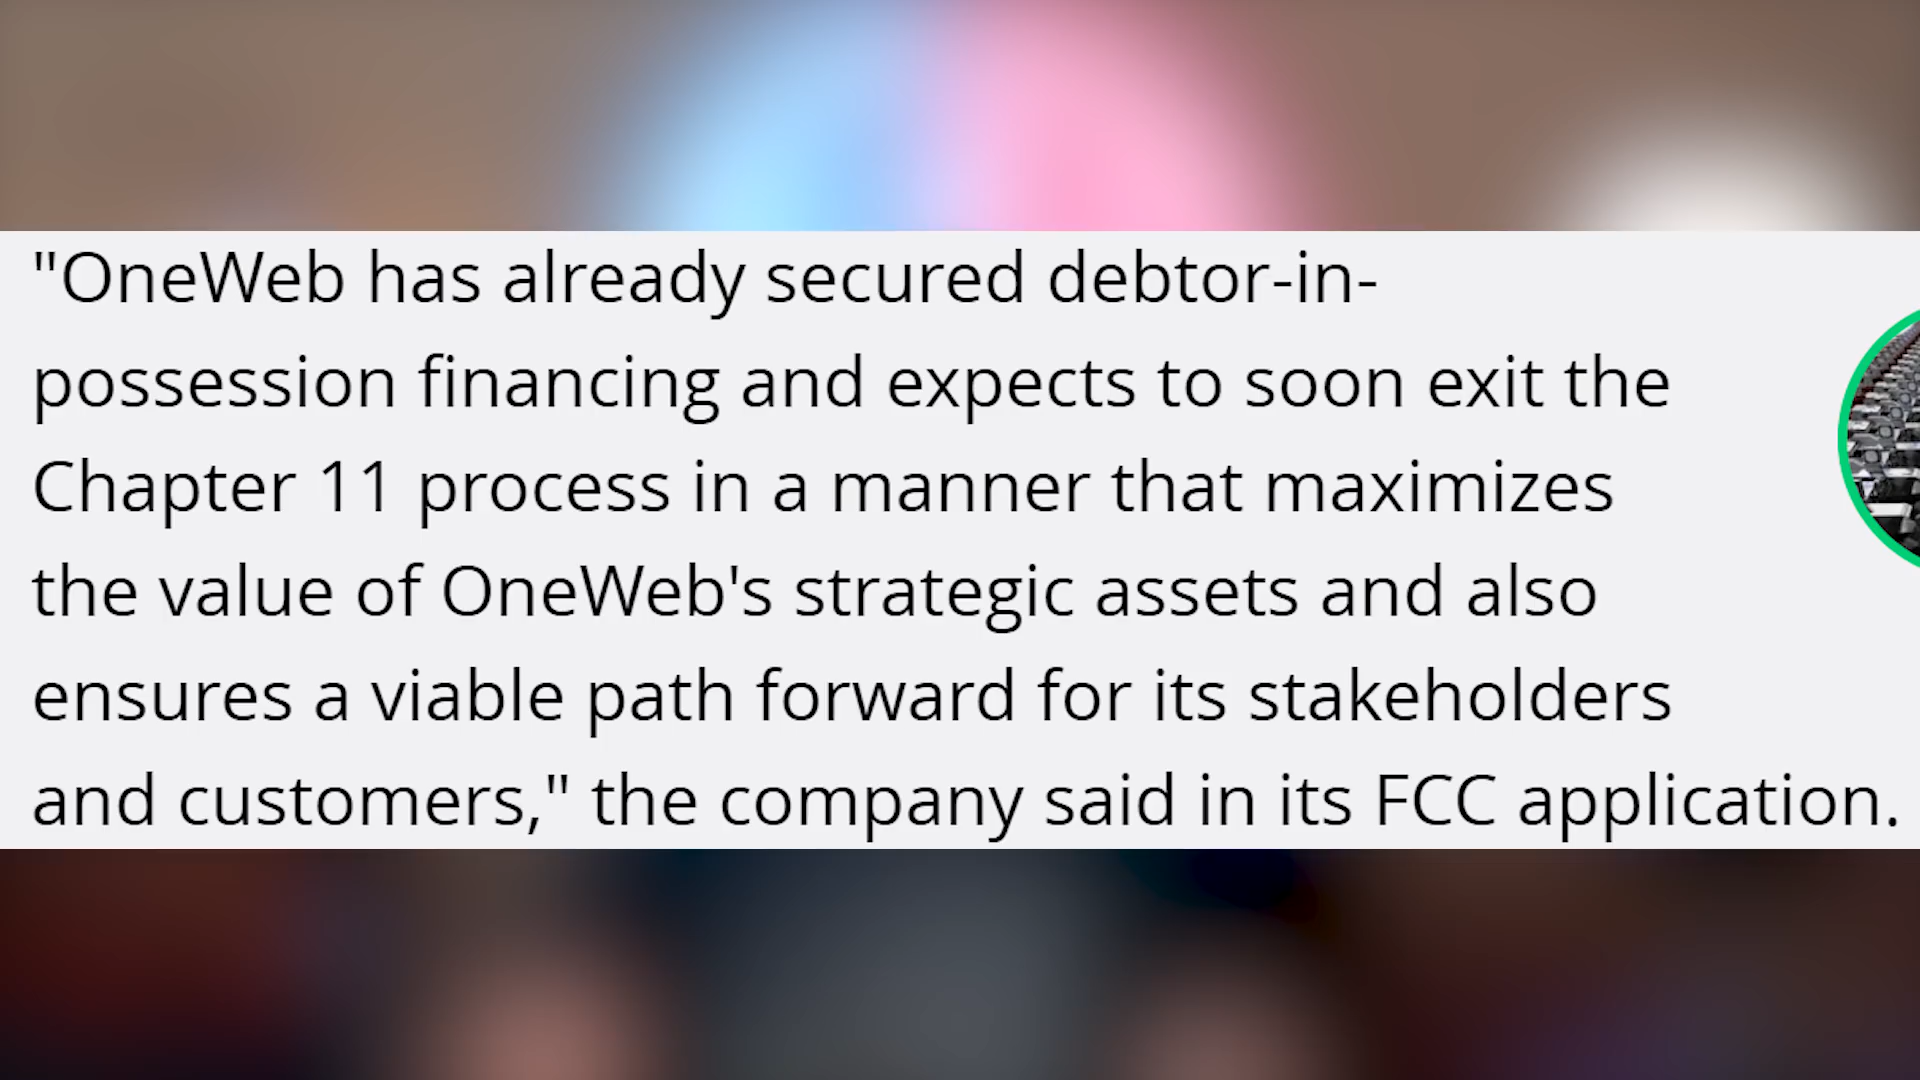 "OneWeb has already secured debtor-in-
possession financing and expects to soon exit the
Chapter 11 process in a manner that maximizes
the value of OneWeb's strategic assets and also
ensures a viable path forward for its stakeholders
and customers," the company said in its FCC application.